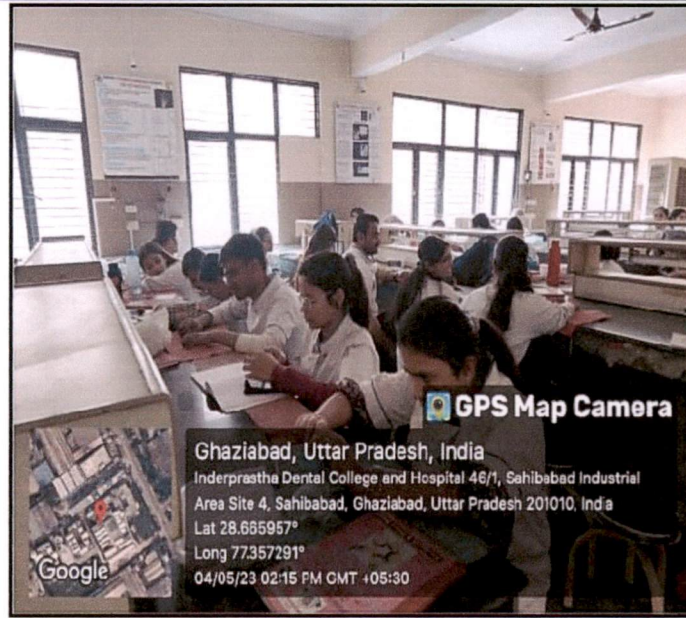 GPS Map Camera
Ghaziabad, Uttar Pradesh, India
Inderprastha Dental College and Hospital 46/1, Sahibabad Industrial
Area Site 4, Sahibabad, Ghaziabad, Uttar Pradesh 201010, India
Lat 28.665957°
Long 77.357291°
04/05/23 02:15 PM GMT +05:30
Google